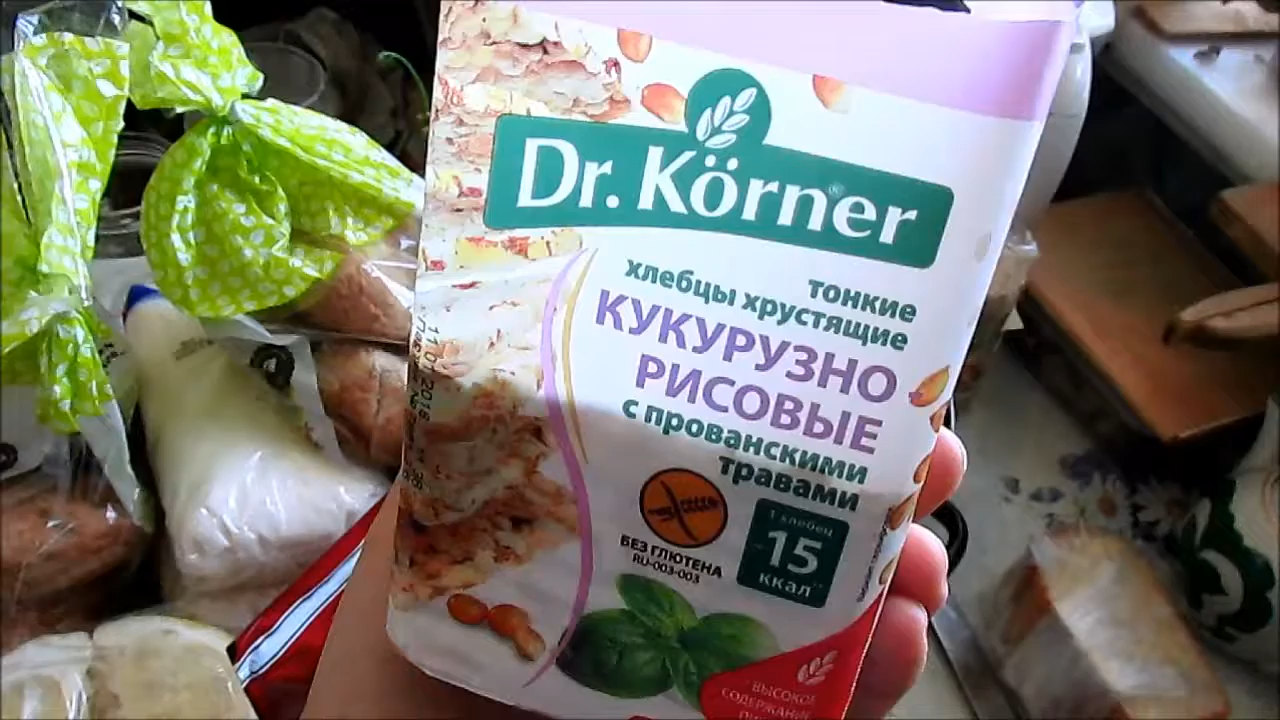 Dr. Körner®
тонкие
хлебцы хрустящие
КУКУРУЗНО
РИСОВЫЕ
с прованскими
травами
БЕЗ ГЛЮТЕНА
RU-003-003
1 хлебец
15
ккал
ВЫСОКОЕ
СОДЕРЖАНИЕ